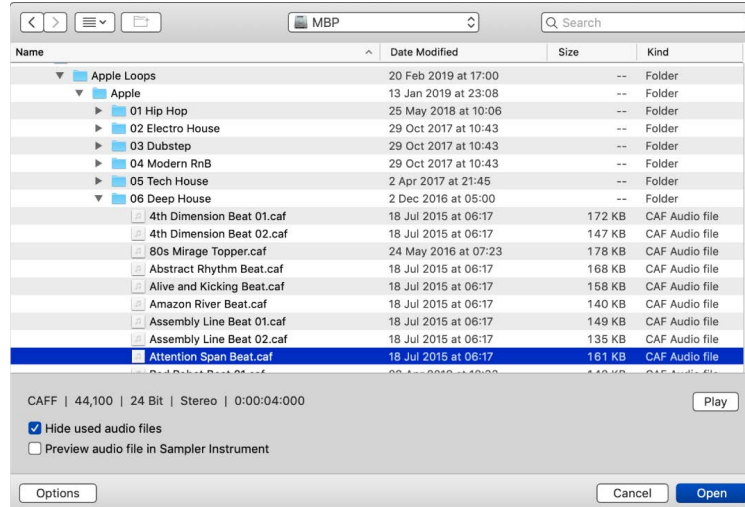 MBP
Search
Name Date Modified Size Kind
Apple Loops 20 Feb 2019 at 17:00 -- Folder
Apple 13 Jan 2019 at 23:08 -- Folder
01 Hip Hop 25 May 2018 at 10:06 -- Folder
02 Electro House 29 Oct 2017 at 10:43 -- Folder
03 Dubstep 29 Oct 2017 at 10:43 -- Folder
04 Modern RnB 29 Oct 2017 at 10:43 -- Folder
05 Tech House 2 Apr 2017 at 21:45 -- Folder
06 Deep House 2 Dec 2016 at 05:00 -- Folder
4th Dimension Beat 01.caf 18 Jul 2015 at 06:17 172 KB CAF Audio file
4th Dimension Beat 02.caf 18 Jul 2015 at 06:17 147 KB CAF Audio file
80s Mirage Topper.caf 24 May 2016 at 07:23 178 KB CAF Audio file
Abstract Rhythm Beat.caf 18 Jul 2015 at 06:17 168 KB CAF Audio file
Alive and Kicking Beat.caf 18 Jul 2015 at 06:17 158 KB CAF Audio file
Amazon River Beat.caf 18 Jul 2015 at 06:17 140 KB CAF Audio file
Assembly Line Beat 01.caf 18 Jul 2015 at 06:17 149 KB CAF Audio file
Assembly Line Beat 02.caf 18 Jul 2015 at 06:17 135 KB CAF Audio file
Attention Span Beat.caf 18 Jul 2015 at 06:17 161 KB CAF Audio file
CAFF | 44,100 | 24 Bit | Stereo | 0:00:04:000
Play
Hide used audio files
Preview audio file in Sampler Instrument
Options Cancel Open